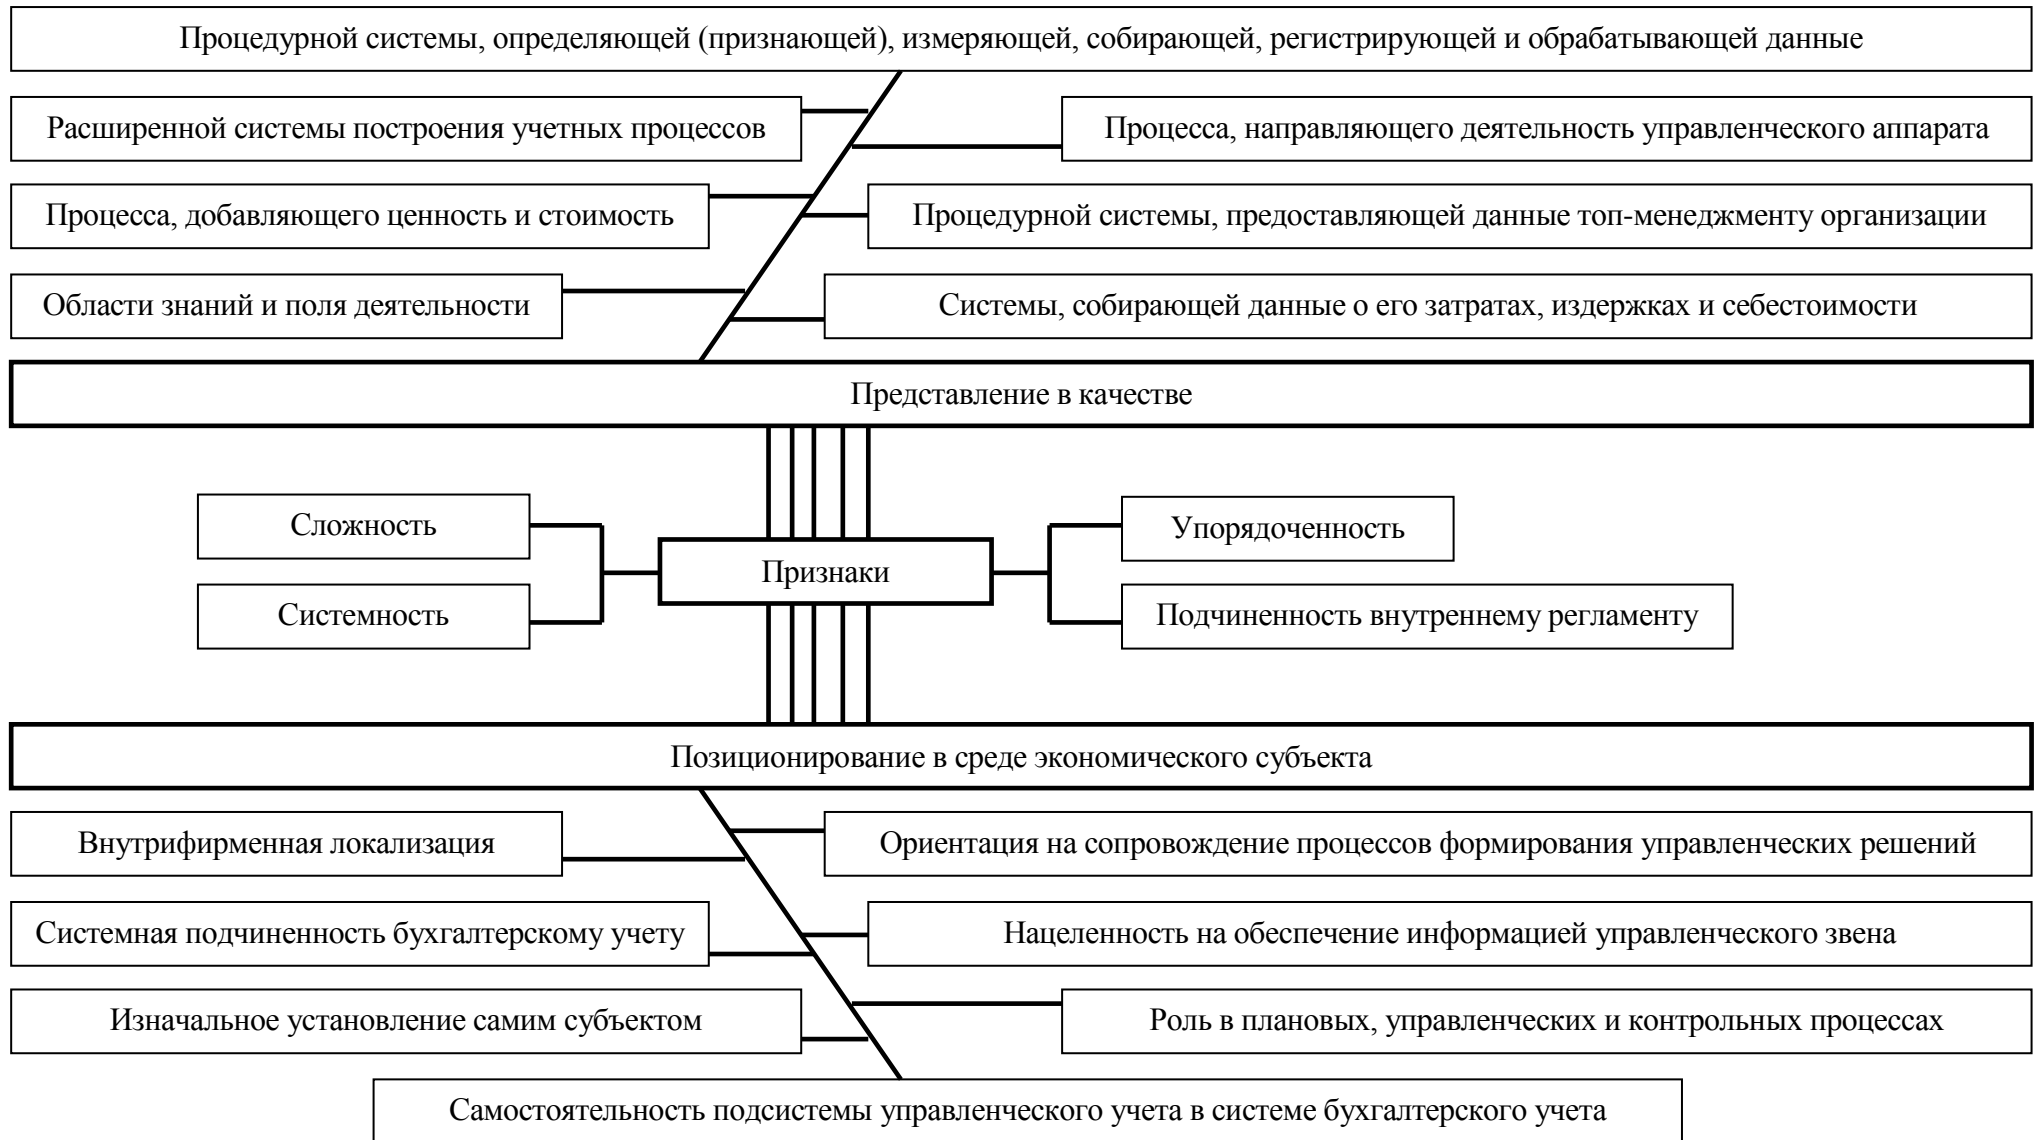 Процедурной системы, определяющей (признающей), измеряющей, собирающей, регистрирующей и обрабатывающей данные
Расширенной системы построения учетных процессов
Процесса, направляющего деятельность управленческого аппарата
Процесса, добавляющего ценность и стоимость
Процедурной системы, предоставляющей данные топ-менеджменту организации
Области знаний и поля деятельности
Системы, собирающей данные о его затратах, издержках и себестоимости
Представление в качестве
Сложность
Упорядоченность
Признаки
Системность
Подчиненность внутреннему регламенту
Позиционирование в среде экономического субъекта
Внутрифирменная локализация
Ориентация на сопровождение процессов формирования управленческих решений
Системная подчиненность бухгалтерскому учету
Нацеленность на обеспечение информацией управленческого звена
Изначальное установление самим субъектом
Роль в плановых, управленческих и контрольных процессах
Самостоятельность подсистемы управленческого учета в системе бухгалтерского учета